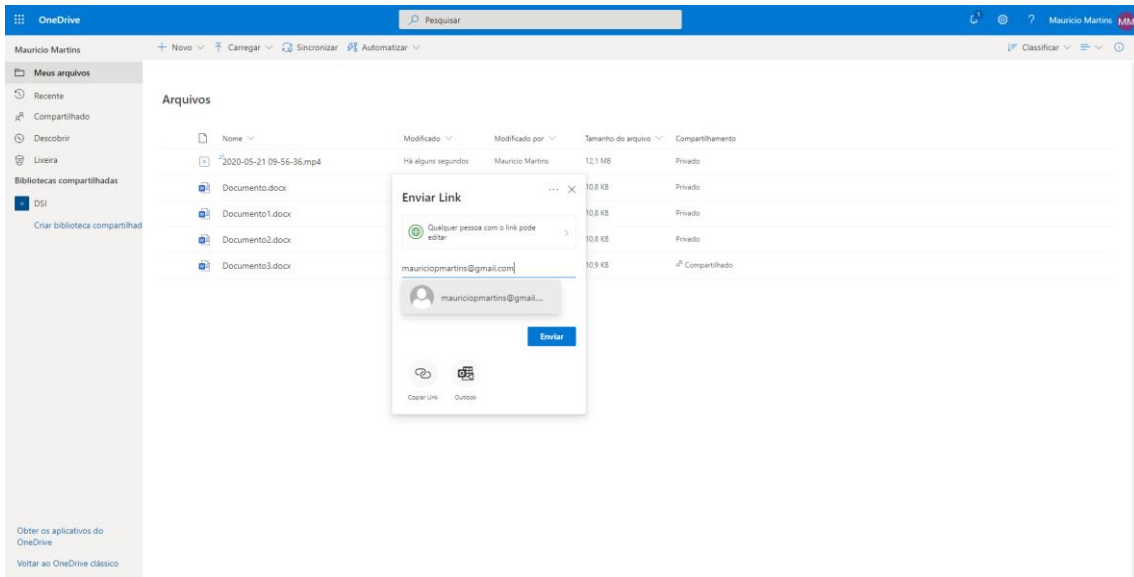 OneDrive
Pesquisar
1
?
Mauricio Martins
MM
Mauricio Martins
Novo
Carregar
Sincronizar
Automatizar
Classificar
Meus arquivos
Recente
Compartilhado
Descobrir
Lixeira
Bibliotecas compartilhadas
DSI
Criar biblioteca compartilhad
Arquivos
Nome
Modificado
Modificado por
Tamanho do arquivo
Compartilhamento
2020-05-21 09-56-36.mp4
Há alguns segundos
Mauricio Martins
12,1 MB
Privado
Documento.docx
10,8 KB
Privado
Documento1.docx
10,8 KB
Privado
Documento2.docx
10,8 KB
Privado
Documento3.docx
10,9 KB
Compartilhado
Enviar Link
Qualquer pessoa com o link pode
editar
mauriciopmartins@gmail.com
mauriciopmartins@gmail....
Enviar
Copiar Link
Outlook
Obter os aplicativos do
OneDrive
Voltar ao OneDrive clássico